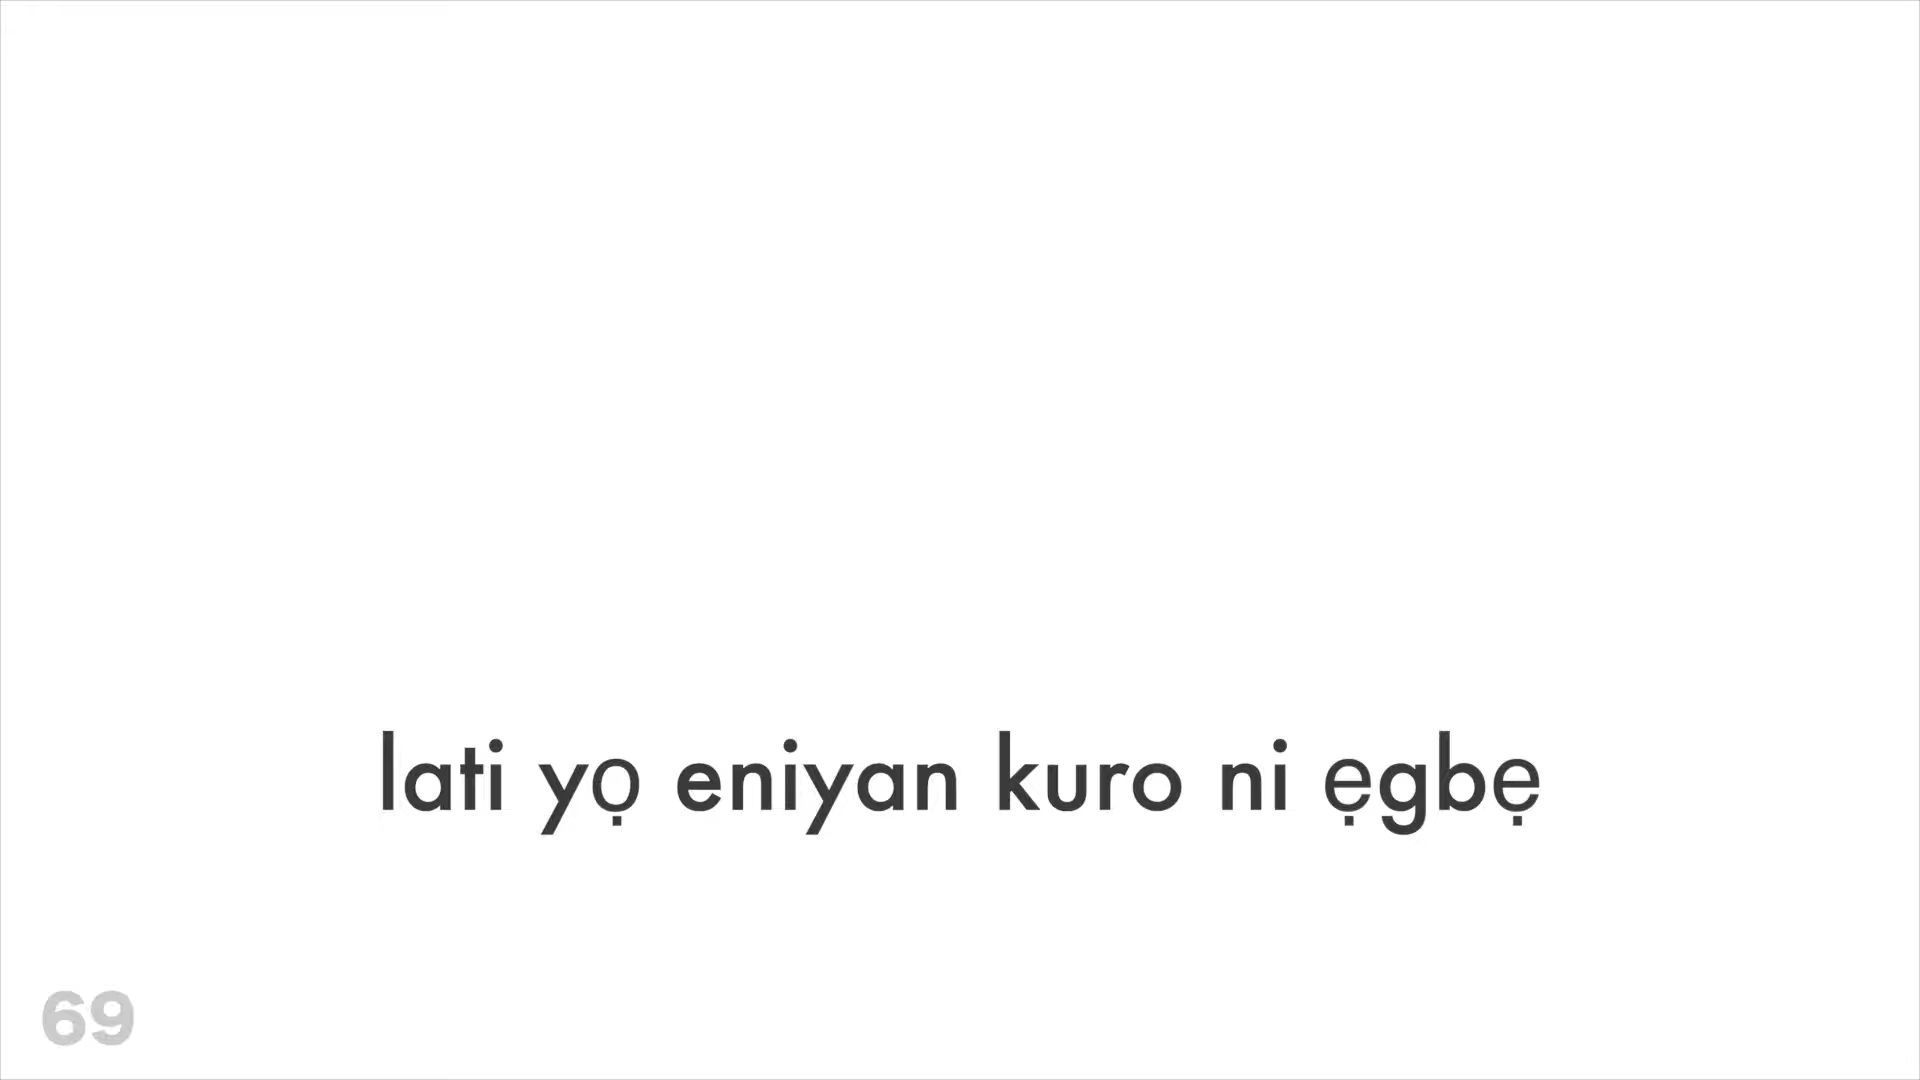 lati yọ eniyan kuro ni ẹgbẹ
69